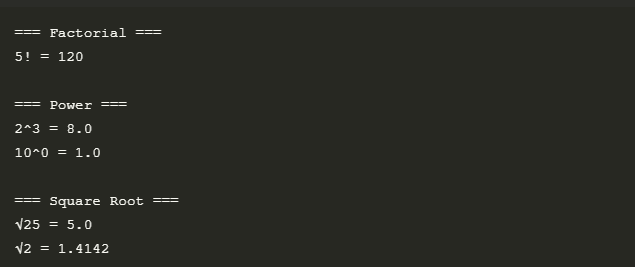 === Factorial ===
5! = 120
=== Power ===
2^3 = 8.0
10^0 = 1.0
=== Square Root ===
√25 = 5.0
√2 = 1.4142